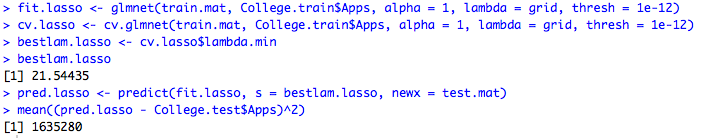 > fit.lasso <- glmnet(train.mat, College.train$Apps, alpha = 1, lambda = grid, thresh = 1e-12)
> cv.lasso <- cv.glmnet(train.mat, College.train$Apps, alpha = 1, lambda = grid, thresh = 1e-12)
> bestlam.lasso <- cv.lasso$lambda.min
> bestlam.lasso
[1] 21.54435
> pred.lasso <- predict(fit.lasso, s = bestlam.lasso, newx = test.mat)
> mean((pred.lasso - College.test$Apps)^2)
[1] 1635280